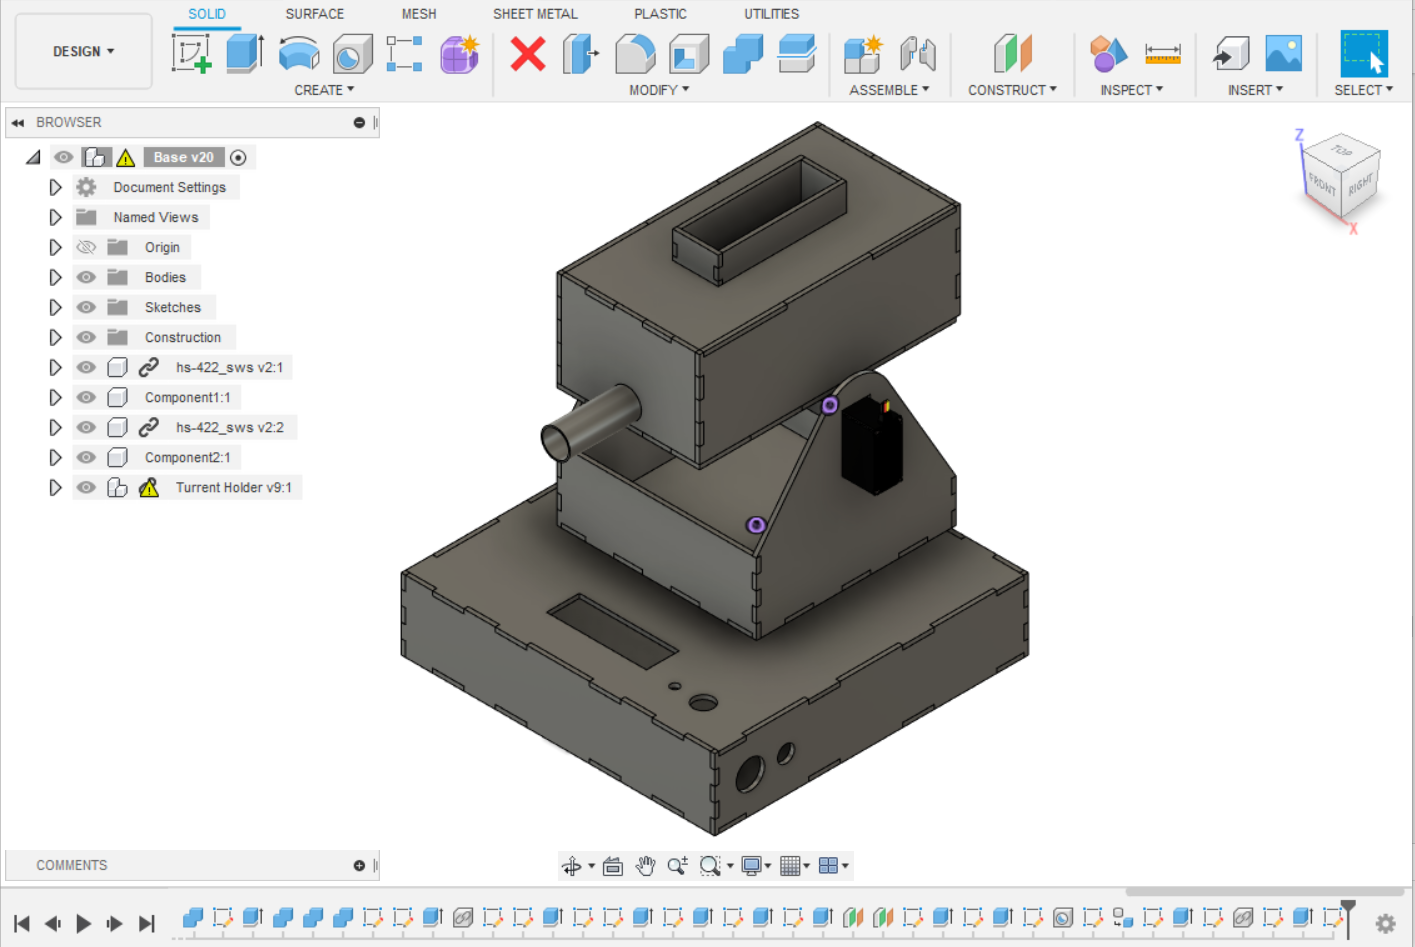 SOLID SURFACE MESH SHEET METAL PLASTIC UTILITIES
DESIGN
CREATE MODIFY ASSEMBLE CONSTRUCT INSPECT INSERT SELECT
BROWSER
Base v20
Document Settings
Named Views
Origin
Bodies
Sketches
Construction
hs-422_sws v2:1
Component1:1
hs-422_sws v2:2
Component2:1
Turrent Holder v9:1
Z
TOP
FRONT RIGHT
X
COMMENTS